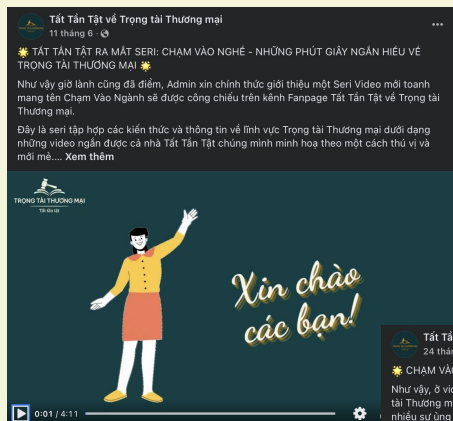 Tất Tần Tật về Trọng tài Thương mại
11 tháng 6 ·
🌟 TẤT TẦN TẬT RA MẮT SERI: CHẠM VÀO NGHỀ - NHỮNG PHÚT GIÂY NGẮN HIỂU VỀ
TRỌNG TÀI THƯƠNG MẠI 🌟
Như vậy giờ lành cũng đã điểm, Admin xin chính thức giới thiệu một Seri Video mới toanh
mang tên Chạm Vào Ngành sẽ được công chiếu trên kênh Fanpage Tất Tần Tật về Trọng tài
Thương mại.
Đây là seri tập hợp các kiến thức và thông tin về lĩnh vực Trọng tài Thương mại dưới dạng
những video ngắn được cả nhà Tất Tần Tật chúng mình minh hoạ theo một cách thú vị và
mới mẻ.... Xem thêm
TRỌNG TÀI THƯƠNG MẠI
Tất tần tật
Xin chào
các bạn!
0:01 / 4:11
Tất Tầ
24 thán
🌟 CHẠM VÀO
Như vậy, ở vid
tài Thương m
nhiều sự ủng